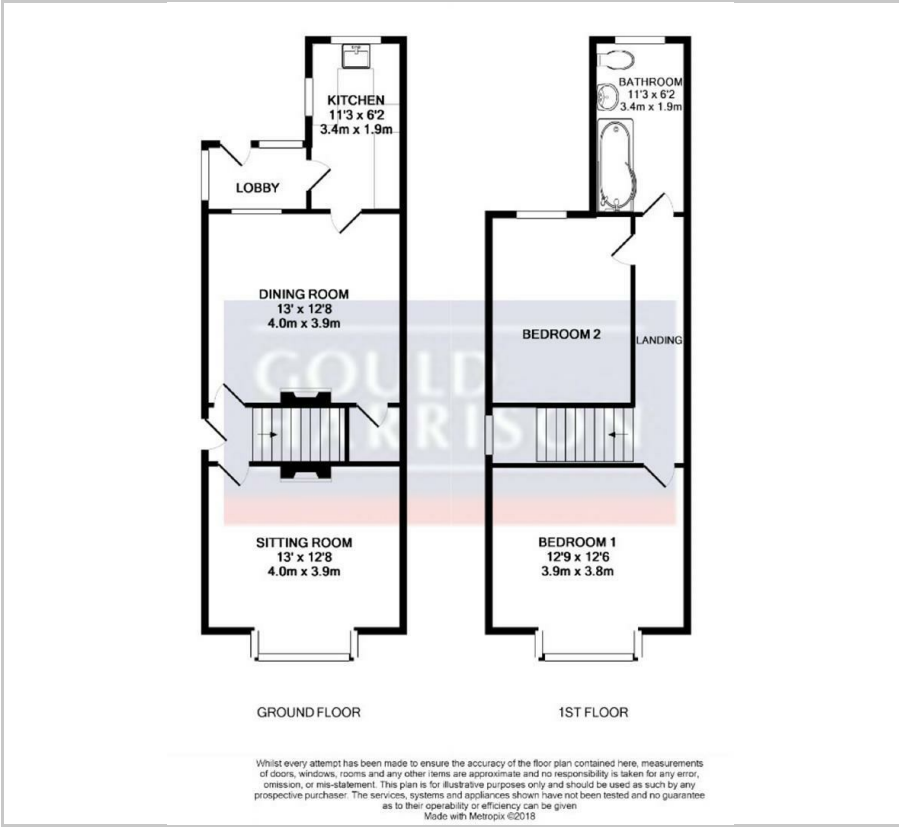 KITCHEN
11'3 x 6'2
3.4m x 1.9m
LOBBY
DINING ROOM
13' x 12'8
4.0m x 3.9m
SITTING ROOM
13' x 12'8
4.0m x 3.9m
GROUND FLOOR
BATHROOM
11'3 x 6'2
3.4m x 1.9m
BEDROOM 2
LANDING
BEDROOM 1
12'9 x 12'6
3.9m x 3.8m
1ST FLOOR
GOULD
HARRISON
Whilst every attempt has been made to ensure the accuracy of the floor plan contained here, measurements
of doors, windows, rooms and any other items are approximate and no responsibility is taken for any error,
omission, or mis-statement. This plan is for illustrative purposes only and should be used as such by any
prospective purchaser. The services, systems and appliances shown have not been tested and no guarantee
as to their operability or efficiency can be given
Made with Metropix ©2018